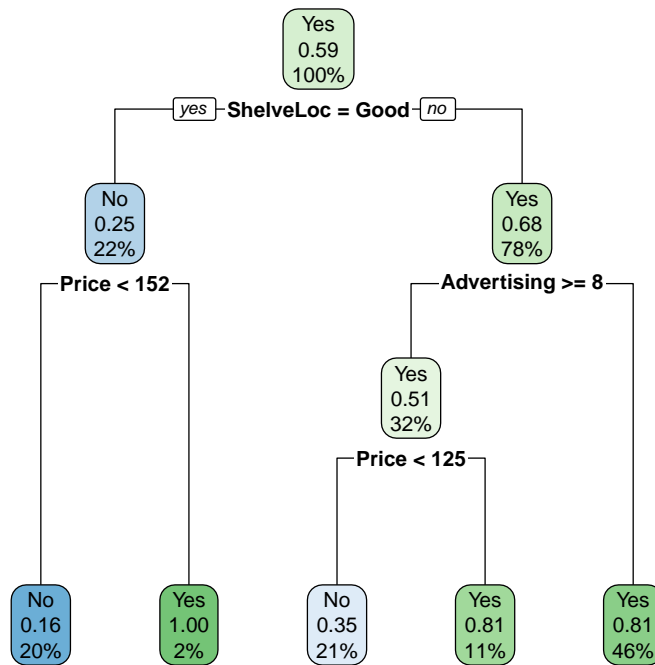 Yes
0.59
100%
yes ShelveLoc = Good no
No
0.25
22%
Yes
0.68
78%
Price < 152
Advertising >= 8
Yes
0.51
32%
Price < 125
No
0.16
20%
Yes
1.00
2%
No
0.35
21%
Yes
0.81
11%
Yes
0.81
46%